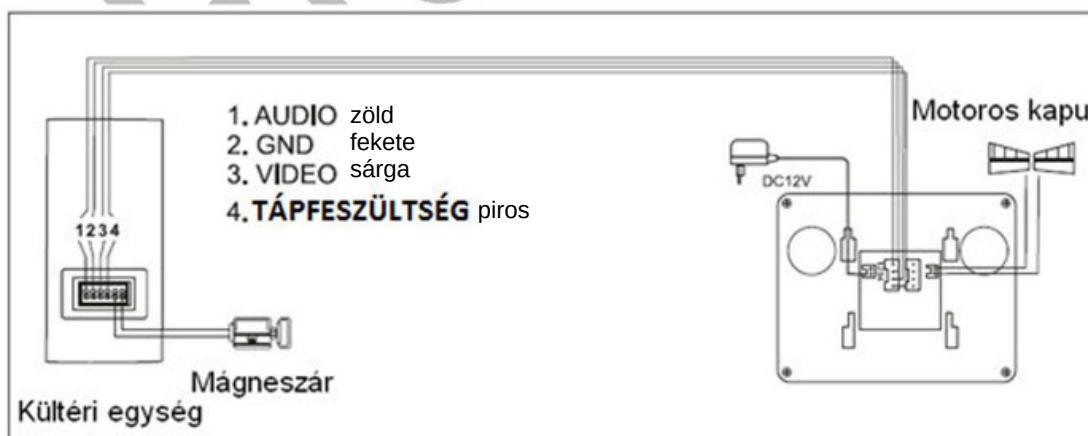 1. AUDIO zöld
2. GND fekete
3. VIDEO sárga
4. TÁPFESZÜLTSÉG piros
Motoros kapu
DC12V
1234
Mágneszár
Kültéri egység